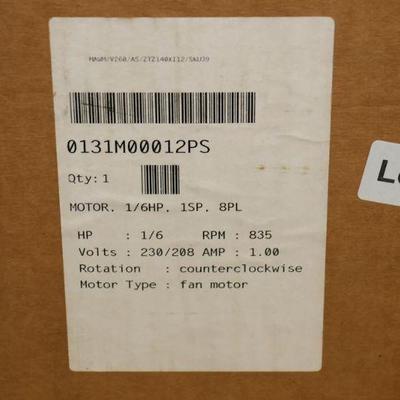 0131M00012PS
Qty: 1
MOTOR, 1/6HP, 1SP, 8PL
HP : 1/6 RPM : 835
Volts : 230/208 AMP : 1.00
Rotation : counterclockwise
Motor Type : fan motor